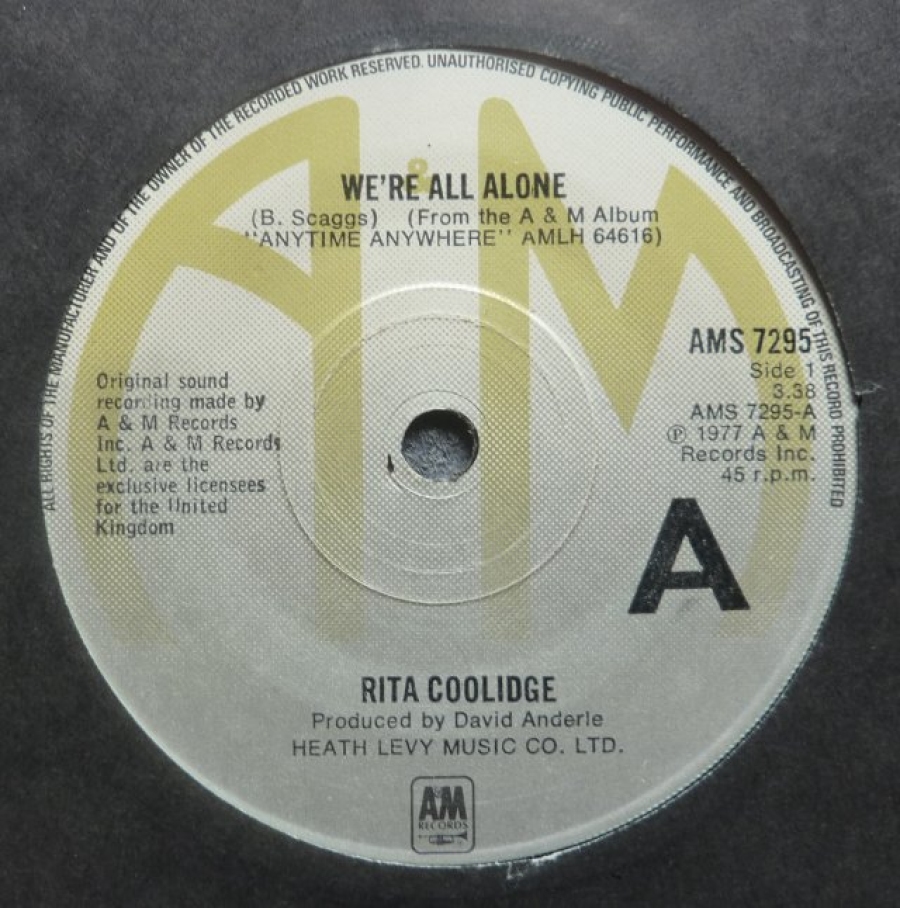 ALL RIGHTS OF THE MANUFACTURER AND OF THE OWNER OF THE RECORDED WORK RESERVED. UNAUTHORISED COPYING PUBLIC PERFORMANCE AND BROADCASTING OF THIS RECORD PROHIBITED
WE'RE ALL ALONE
(B. Scaggs) (From the A & M Album
"ANYTIME ANYWHERE" AMLH 64616)
AMS 7295
Side 1
3.38
AMS 7295-A
℗ 1977 A & M
Records Inc.
45 r.p.m.
Original sound
recording made by
A & M Records
Inc. A & M Records
Ltd. are the
exclusive licensees
for the United
Kingdom
A
RITA COOLIDGE
Produced by David Anderle
HEATH LEVY MUSIC CO. LTD.
A&M
RECORDS